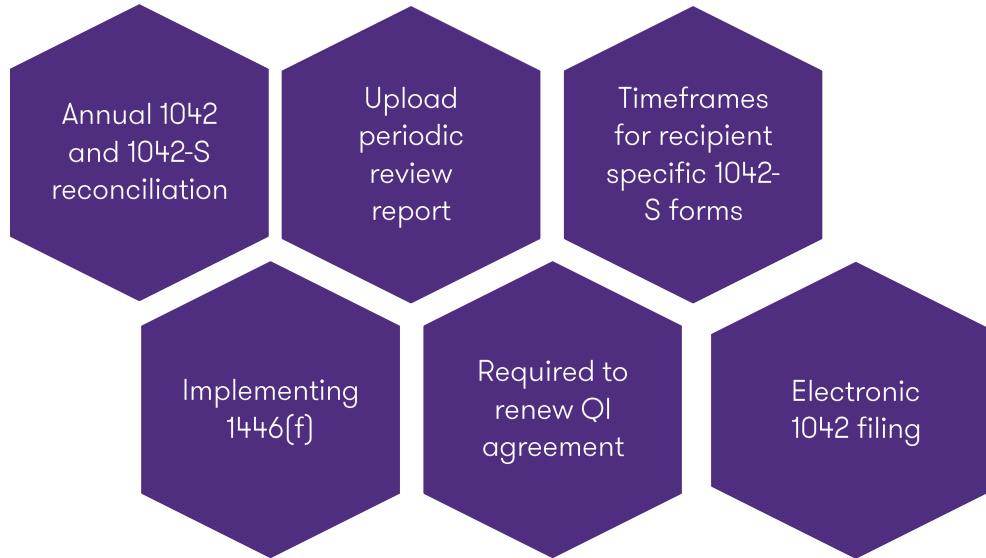 Annual 1042
and 1042-S
reconciliation
Upload
periodic
review
report
Timeframes
for recipient
specific 1042-
S forms
Implementing
1446(f)
Required to
renew QI
agreement
Electronic
1042 filing